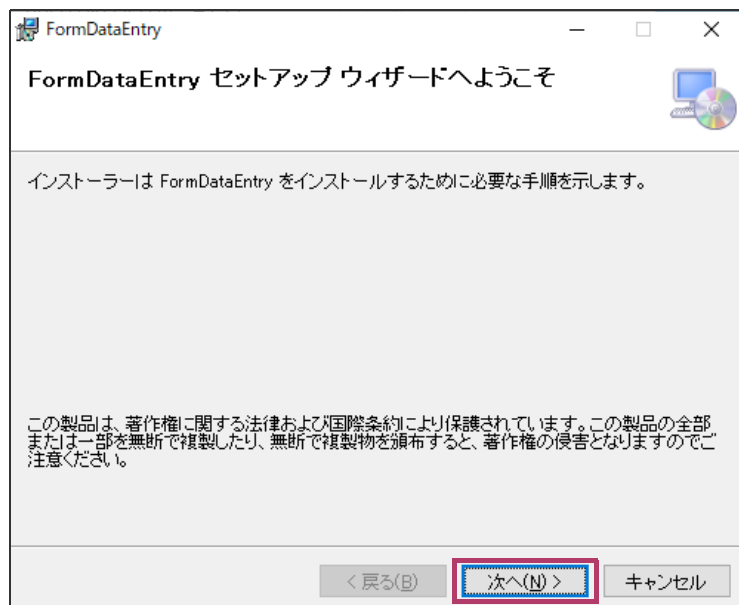 FormDataEntry
FormDataEntry セットアップ ウィザードへようこそ
インストーラーは FormDataEntry をインストールするために必要な手順を示します。
この製品は、著作権に関する法律および国際条約により保護されています。この製品の全部
または一部を無断で複製したり、無断で複製物を頒布すると、著作権の侵害となりますのでご
注意ください。
< 戻る(B) 次へ(N) > キャンセル